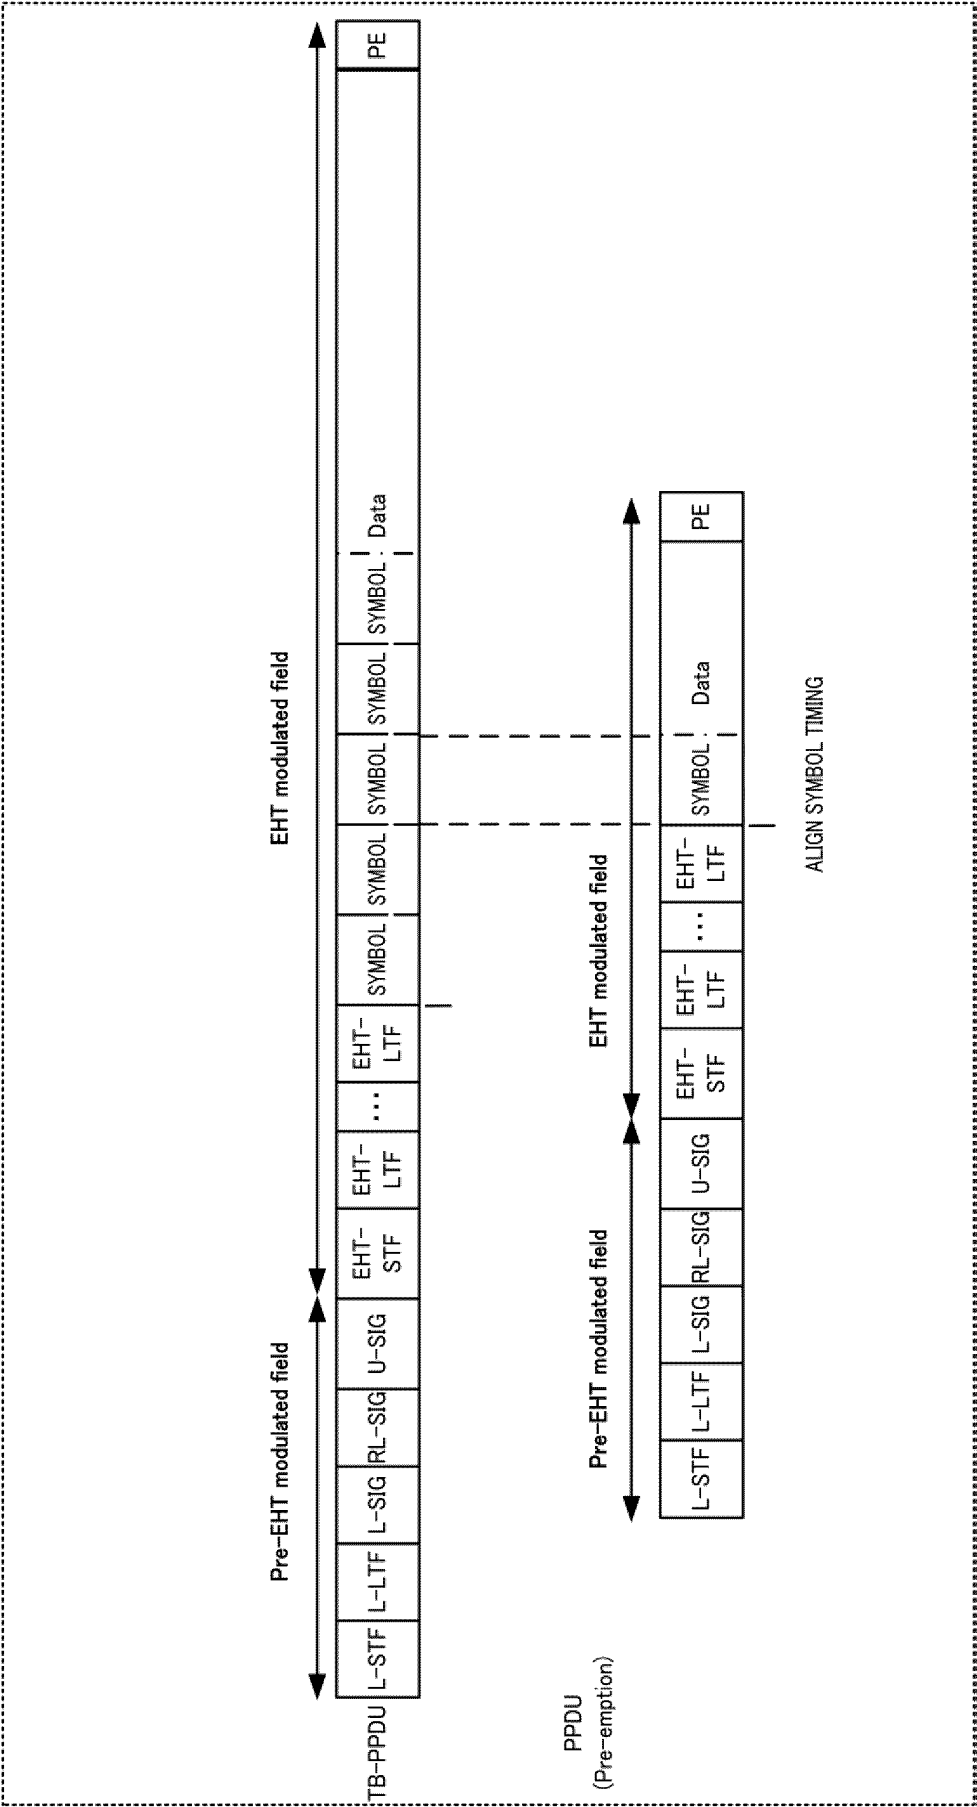 Pre-EHT modulated field
EHT modulated field
TB-PPDU
L-STF
L-LTF
L-SIG
RL-SIG
U-SIG
EHT-
STF
EHT-
LTF
...
EHT-
LTF
SYMBOL
SYMBOL
SYMBOL
SYMBOL
SYMBOL
Data
PE
PPDU
(Pre-emption)
Pre-EHT modulated field
EHT modulated field
L-STF
L-LTF
L-SIG
RL-SIG
U-SIG
EHT-
STF
EHT-
LTF
...
EHT-
LTF
SYMBOL
Data
PE
ALIGN SYMBOL TIMING